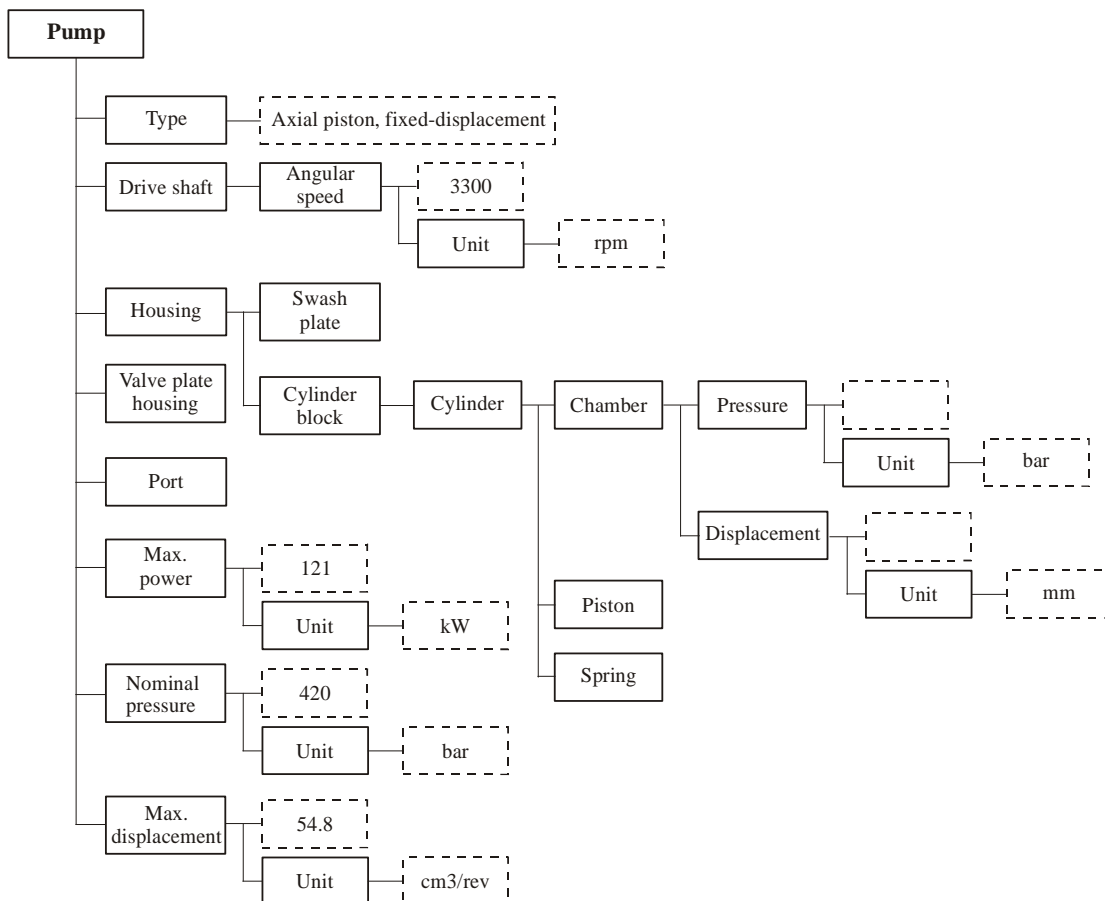 Pump
Type
Axial piston, fixed-displacement
Drive shaft
Angular
speed
3300
Unit
rpm
Housing
Swash
plate
Valve plate
housing
Cylinder
block
Cylinder
Chamber
Pressure
Unit
bar
Port
Displacement
Unit
mm
Max.
power
121
Unit
kW
Piston
Spring
Nominal
pressure
420
Unit
bar
Max.
displacement
54.8
Unit
cm3/rev